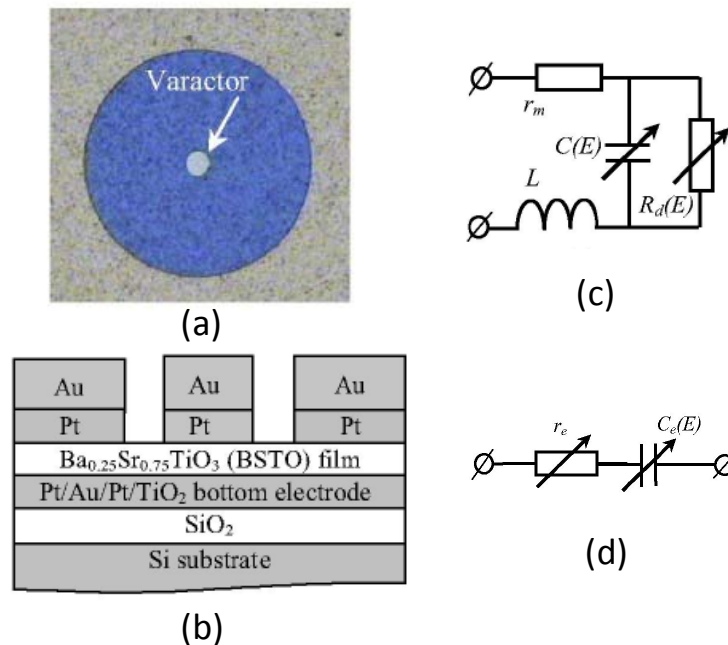 Varactor
(a)
Au Au Au
Pt Pt Pt
Ba0.25Sr0.75TiO3 (BSTO) film
Pt/Au/Pt/TiO2 bottom electrode
SiO2
Si substrate
(b)
rm
C(E)
L
Rd(E)
(c)
re
Ce(E)
(d)